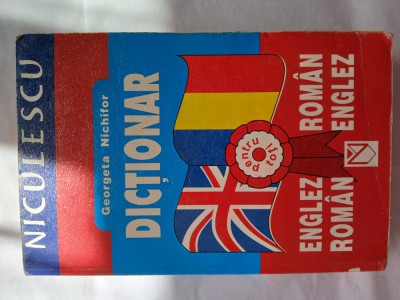 NICULESCU
Georgeta Nichifor
DICȚIONAR
pentru
toți
ENGLEZ ROMÂN
ROMÂN ENGLEZ